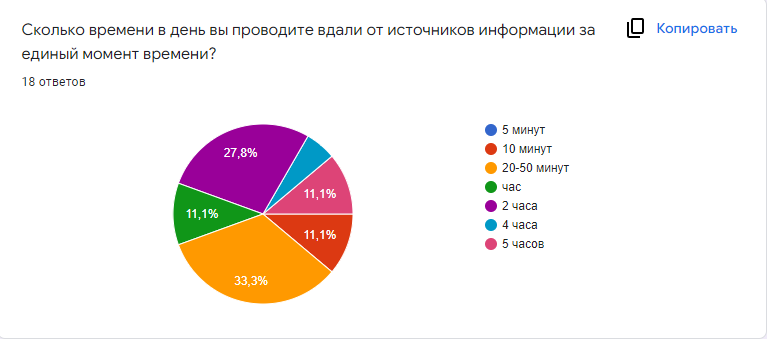 Сколько времени в день вы проводите вдали от источников информации за
единый момент времени?
Копировать
18 ответов
27,8%
11,1%
11,1%
11,1%
33,3%
5 минут
10 минут
20-50 минут
час
2 часа
4 часа
5 часов